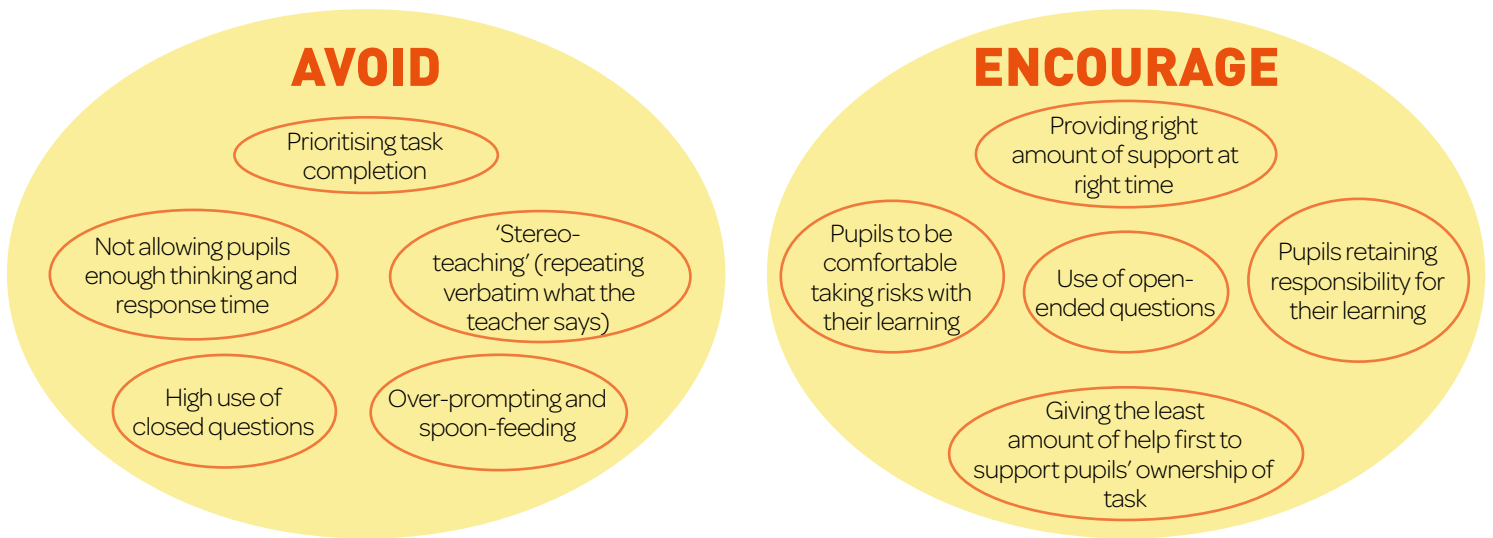 AVOID
Prioritising task
completion
Not allowing pupils
enough thinking and
response time
'Stereo-
teaching' (repeating
verbatim what the
teacher says)
High use of
closed questions
Over-prompting and
spoon-feeding
ENCOURAGE
Providing right
amount of support at
right time
Pupils to be
comfortable
taking risks with
their learning
Use of open-
ended questions
Pupils retaining
responsibility for
their learning
Giving the least
amount of help first to
support pupils' ownership of
task